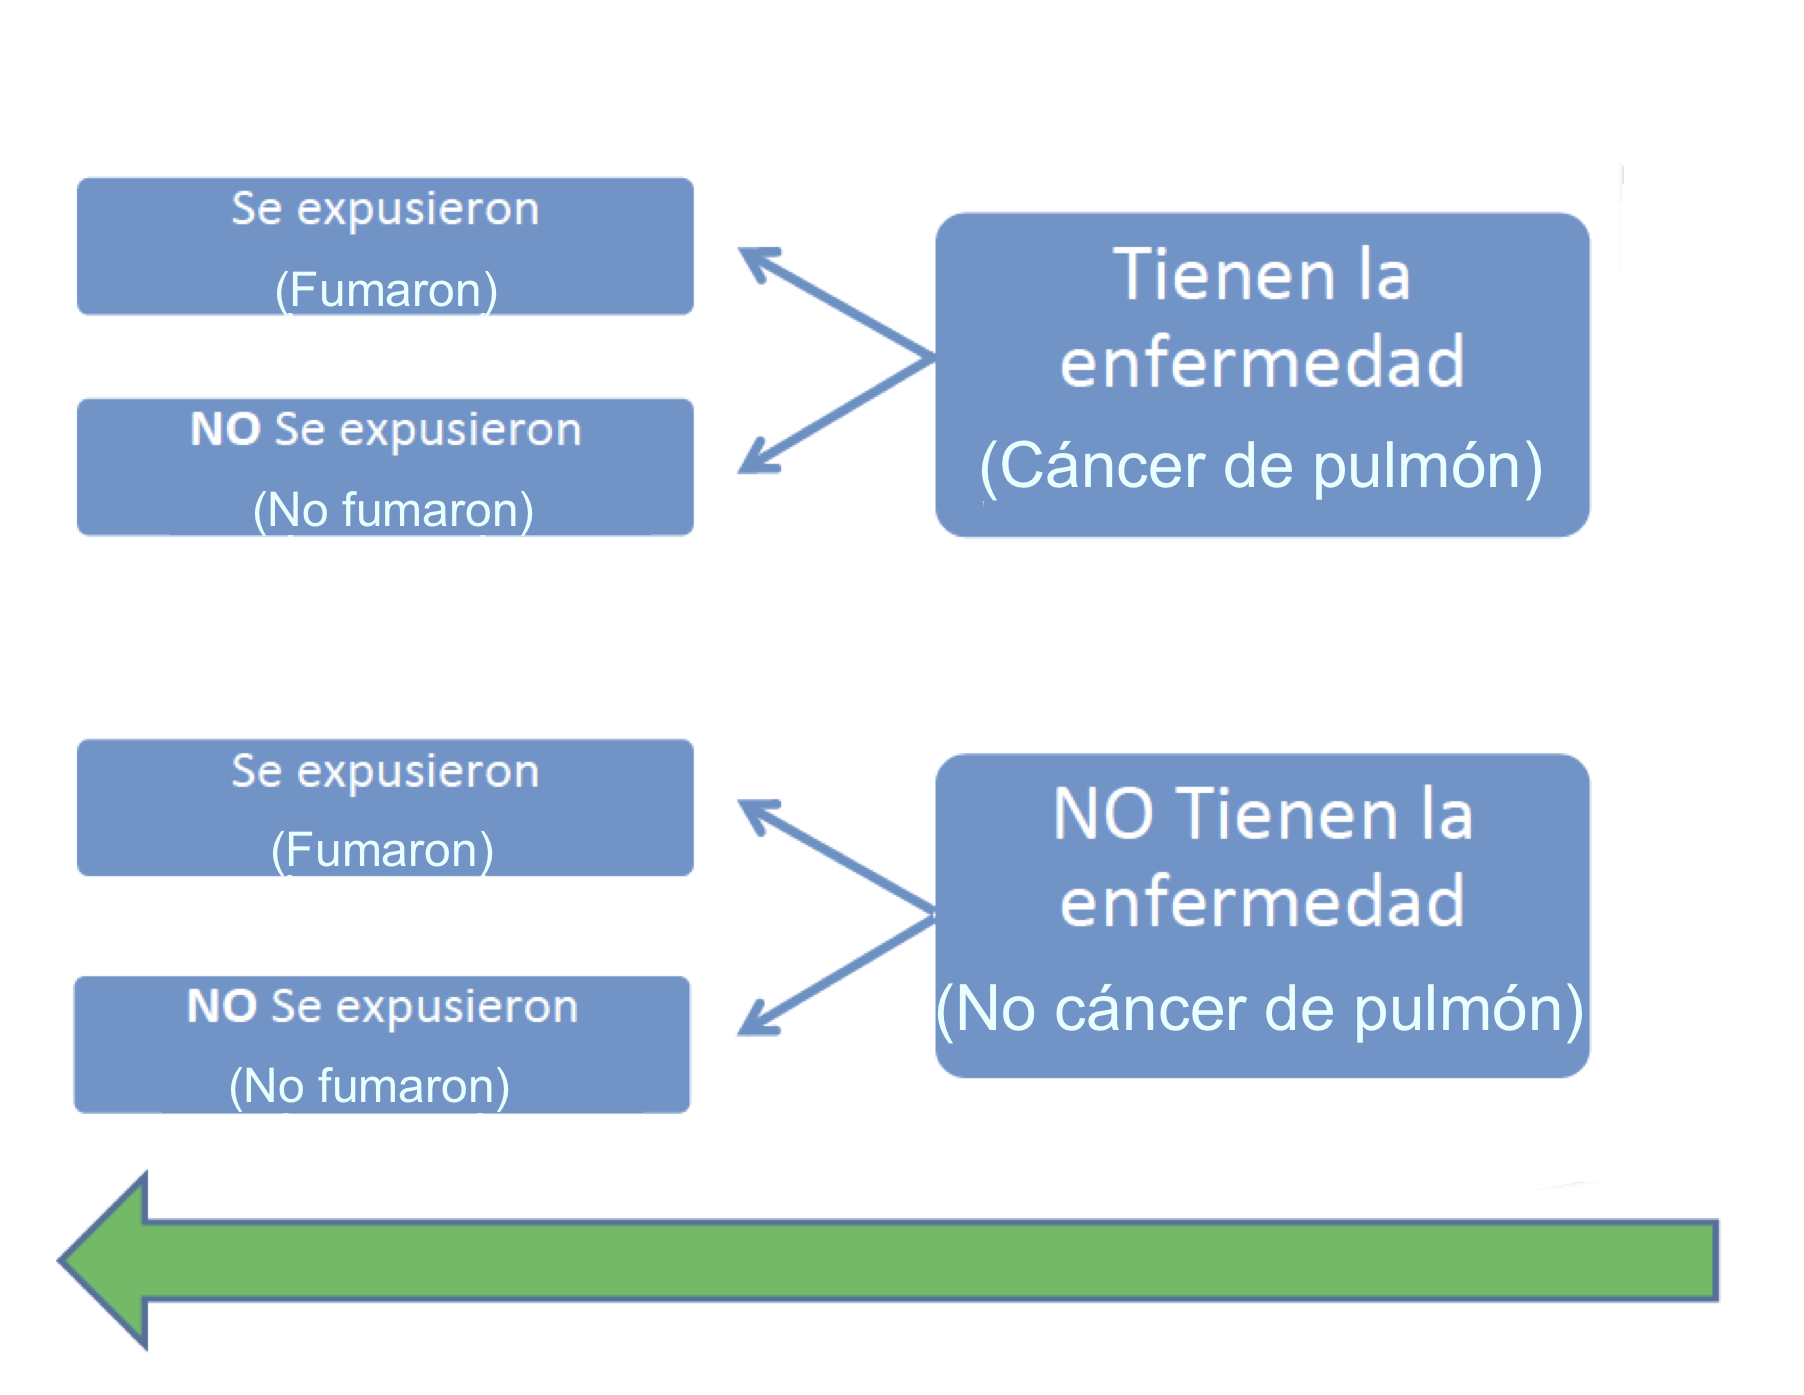 Se expusieron
(Fumaron)
NO Se expusieron
(No fumaron)
Tienen la
enfermedad
(Cáncer de pulmón)
Se expusieron
(Fumaron)
NO Se expusieron
(No fumaron)
NO Tienen la
enfermedad
(No cáncer de pulmón)